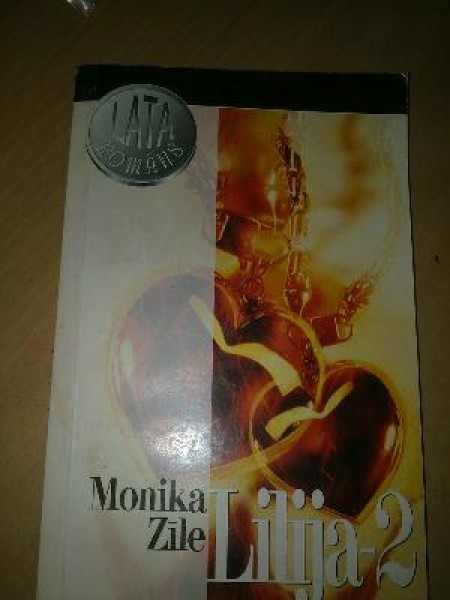 LATA
ROMĀNS
Monika
Zīle
Lilija-2